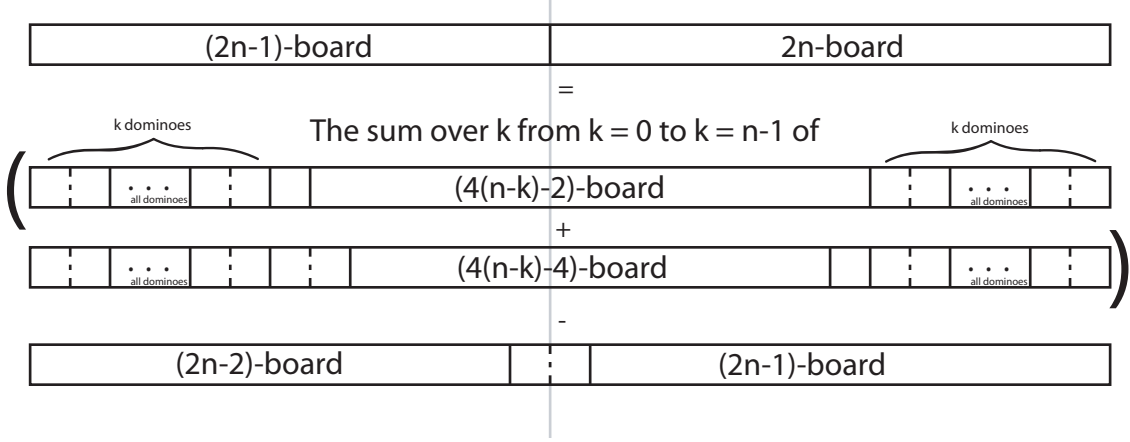 (2n-1)-board 2n-board
=
k dominoes The sum over k from k = 0 to k = n-1 of k dominoes
( . . . all dominoes (4(n-k)-2)-board . . . all dominoes
+
. . . all dominoes (4(n-k)-4)-board . . . all dominoes )
-
(2n-2)-board (2n-1)-board